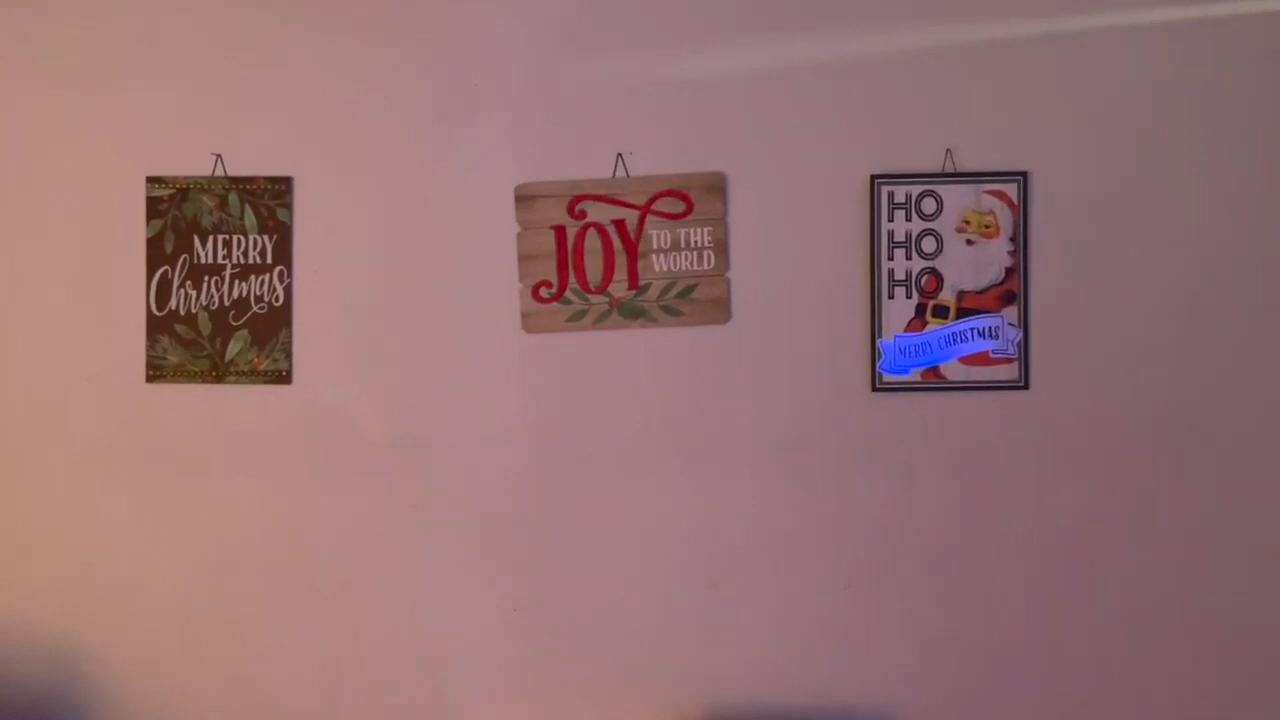 MERRY
Christmas
JOY
TO THE
WORLD
HO
HO
HO
MERRY CHRISTMAS